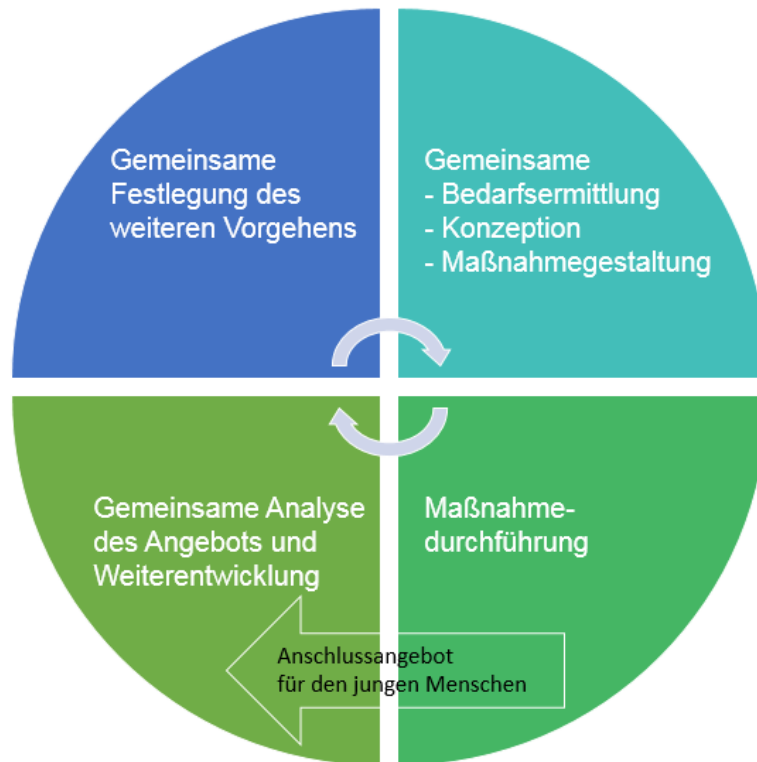 Gemeinsame
Festlegung des
weiteren Vorgehens
Gemeinsame
- Bedarfsermittlung
- Konzeption
- Maßnahmegestaltung
Gemeinsame Analyse
des Angebots und
Weiterentwicklung
Maßnahme-
durchführung
Anschlussangebot
für den jungen Menschen